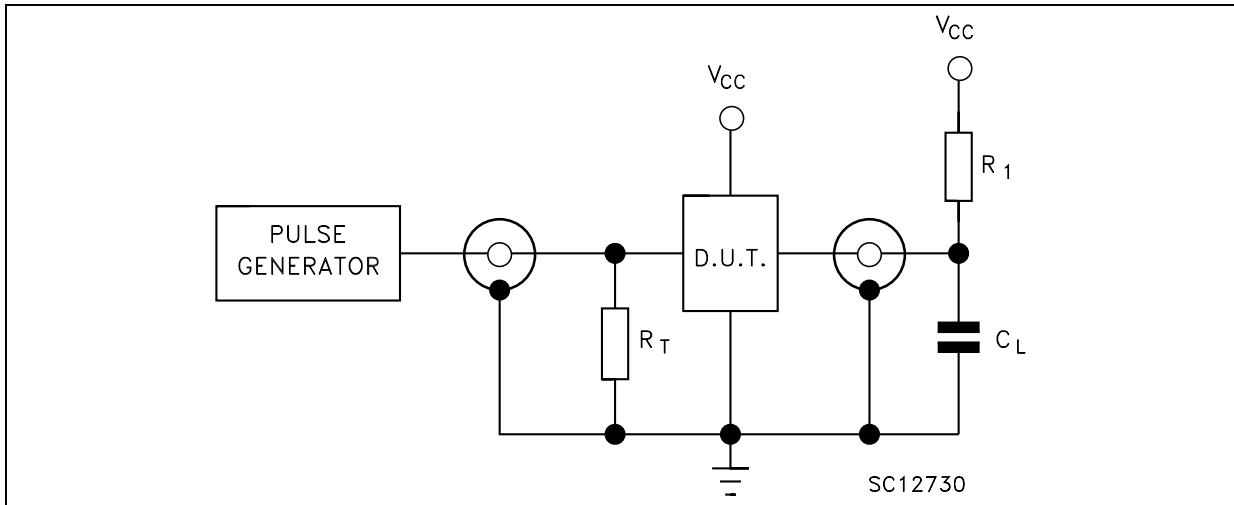 VCC
VCC
R1
PULSE
GENERATOR
D.U.T.
RT
CL
SC12730